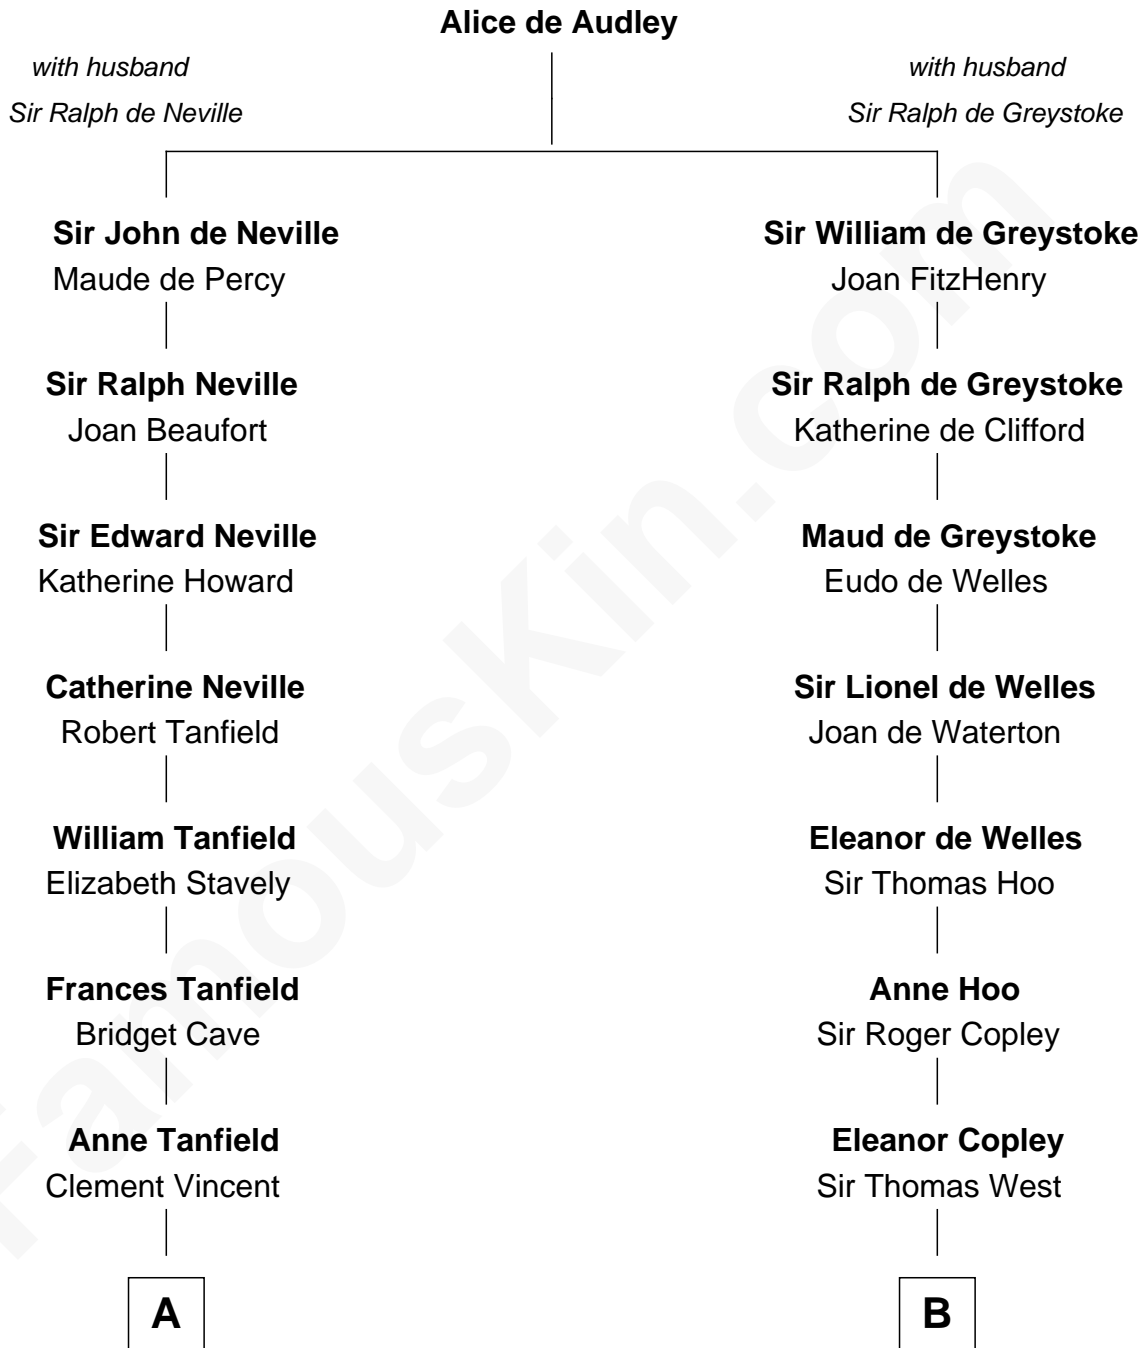 Alice de Audley
with husband
Sir Ralph de Neville
with husband
Sir Ralph de Greystoke
Sir John de Neville
Maude de Percy
Sir William de Greystoke
Joan FitzHenry
Sir Ralph Neville
Joan Beaufort
Sir Ralph de Greystoke
Katherine de Clifford
Sir Edward Neville
Katherine Howard
Maud de Greystoke
Eudo de Welles
Catherine Neville
Robert Tanfield
Sir Lionel de Welles
Joan de Waterton
William Tanfield
Elizabeth Stavely
Eleanor de Welles
Sir Thomas Hoo
Frances Tanfield
Bridget Cave
Anne Hoo
Sir Roger Copley
Anne Tanfield
Clement Vincent
Eleanor Copley
Sir Thomas West
A
B
FamousKin.com